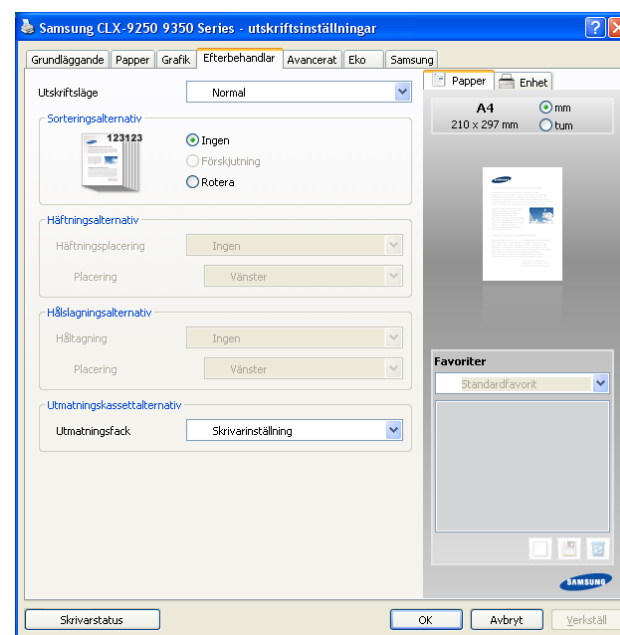 Samsung CLX-9250 9350 Series - utskriftsinställningar
Grundläggande Papper Grafik Efterbehandlar Avancerat Eko Samsung
Utskriftsläge Normal
Sorteringsalternativ
123123
Ingen
Förskjutning
Rotera
Häftningsalternativ
Häftningsplacering Ingen
Placering Vänster
Hålslagningsalternativ
Håltagning Ingen
Placering Vänster
Utmatningskassettalternativ
Utmatningsfack Skrivarinställning
Papper Enhet
A4 mm
210 x 297 mm tum
Favoriter
Standardfavorit
SAMSUNG
Skrivarstatus OK Avbryt Verkställ